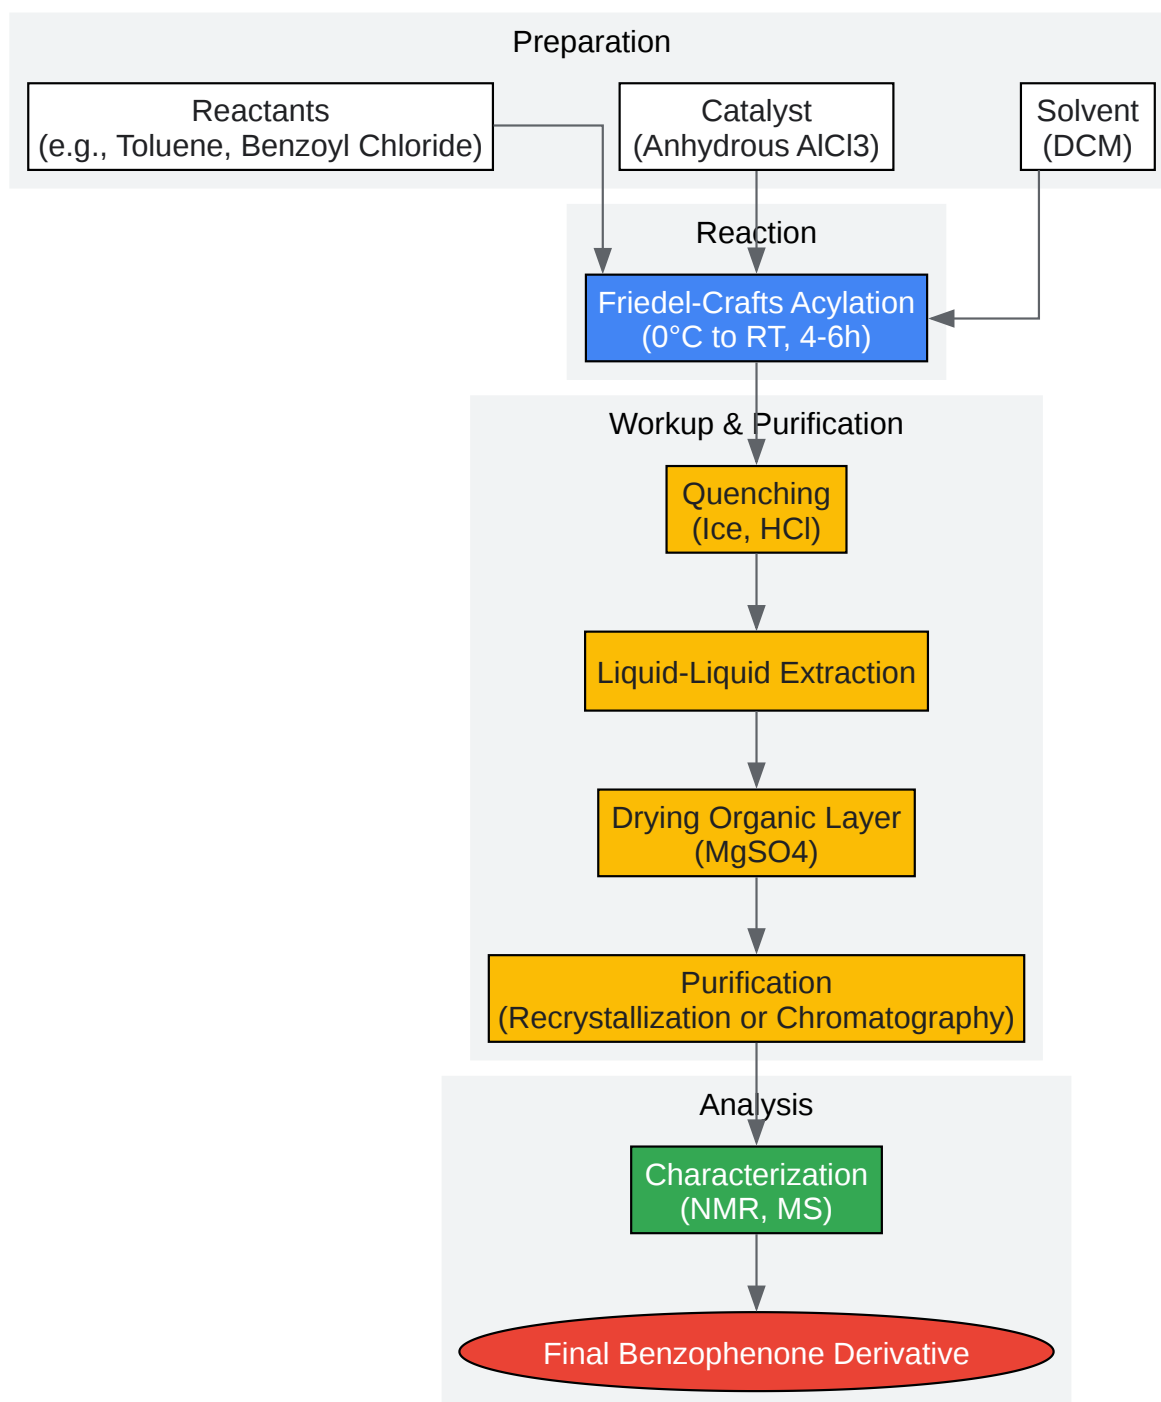 Preparation
Reactants
(e.g., Toluene, Benzoyl Chloride)
Catalyst
(Anhydrous AlCl3)
Solvent
(DCM)
Reaction
Friedel-Crafts Acylation
(0°C to RT, 4-6h)
Workup & Purification
Quenching
(Ice, HCl)
Liquid-Liquid Extraction
Drying Organic Layer
(MgSO4)
Purification
(Recrystallization or Chromatography)
Analysis
Characterization
(NMR, MS)
Final Benzophenone Derivative